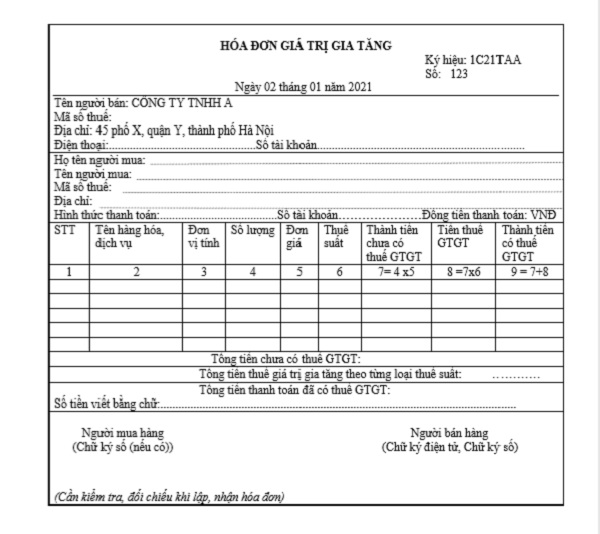 HÓA ĐƠN GIÁ TRỊ GIA TĂNG
Ký hiệu: 1C21TAA
Số: 123
Ngày 02 tháng 01 năm 2021
Tên người bán: CÔNG TY TNHH A
Mã số thuế:
Địa chỉ: 45 phố X, quận Y, thành phố Hà Nội
Điện thoại:..........Số tài khoản..........
Họ tên người mua: ..........
Tên người mua: ..........
Mã số thuế: ..........
Địa chỉ: ..........
Hình thức thanh toán:..........Số tài khoản..........Đồng tiền thanh toán: VNĐ
STT Tên hàng hóa, dịch vụ Đơn vị tính Số lượng Đơn giá Thuế suất Thành tiền chưa có thuế GTGT Tiền thuế GTGT Thành tiền có thuế GTGT
1 2 3 4 5 6 7= 4 x5 8 =7x6 9 = 7+8
Tổng tiền chưa có thuế GTGT:
Tổng tiền thuế giá trị gia tăng theo từng loại thuế suất: ............
Tổng tiền thanh toán đã có thuế GTGT:
Số tiền viết bằng chữ:..........
Người mua hàng Người bán hàng
(Chữ ký số (nếu có)) (Chữ ký điện tử, Chữ ký số)
(Cần kiểm tra, đối chiếu khi lập, nhận hóa đơn)